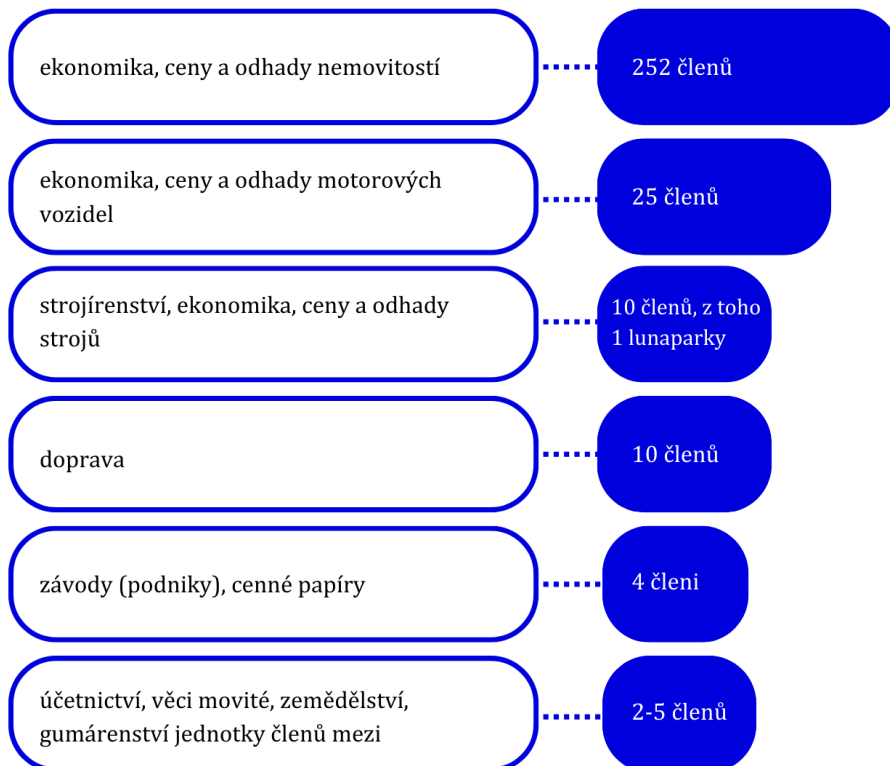 ekonomika, ceny a odhady nemovitostí
252 členů
ekonomika, ceny a odhady motorových
vozidel
25 členů
strojírenství, ekonomika, ceny a odhady
strojů
10 členů, z toho
1 lunaparky
doprava
10 členů
závody (podniky), cenné papíry
4 členi
účetnictví, věci movité, zemědělství,
gumárenství jednotky členů mezi
2-5 členů